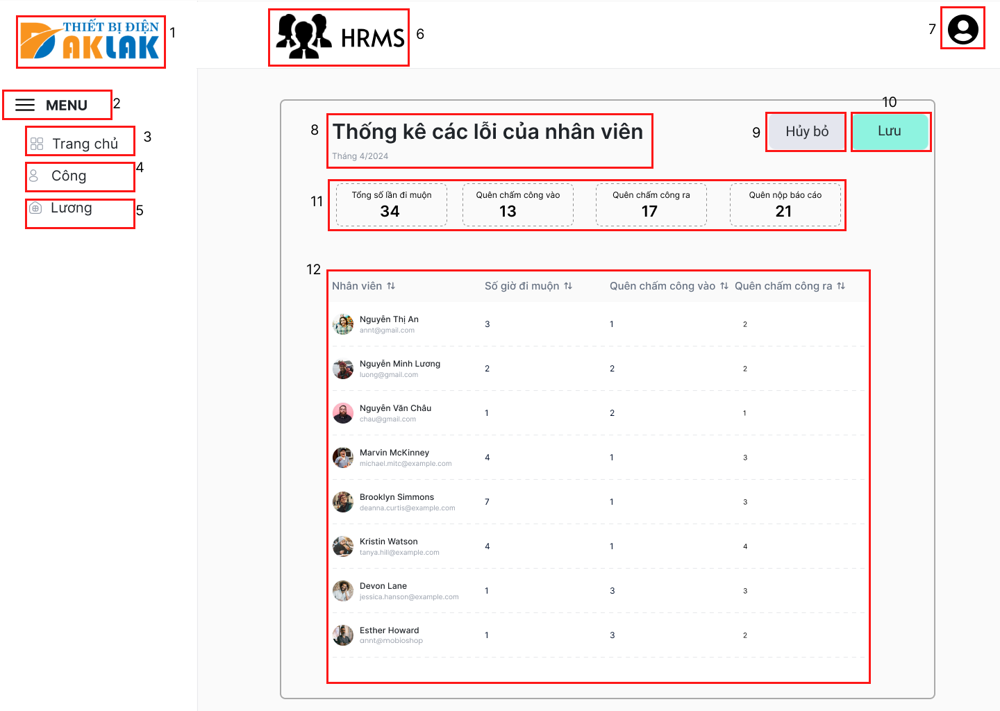 THIẾT BỊ ĐIỆN
ĐAKLAK
1
HRMS
6
7
MENU
2
Trang chủ
3
Công
4
Lương
5
8
Thống kê các lỗi của nhân viên
Tháng 4/2024
9
Hủy bỏ
10
Lưu
11
Tổng số lần đi muộn
34
Quên chấm công vào
13
Quên chấm công ra
17
Quên nộp báo cáo
21
12
Nhân viên Số giờ đi muộn Quên chấm công vào Quên chấm công ra
Nguyễn Thị An 3 1 2
annt@gmail.com
Nguyễn Minh Lương 2 2 2
luong@gmail.com
Nguyễn Văn Châu 1 2 1
chau@gmail.com
Marvin McKinney 4 1 3
michael.mitc@example.com
Brooklyn Simmons 7 1 3
deanna.curtis@example.com
Kristin Watson 4 1 4
tanya.hill@example.com
Devon Lane 1 3 3
jessica.hanson@example.com
Esther Howard 1 3 2
annt@mobioshop